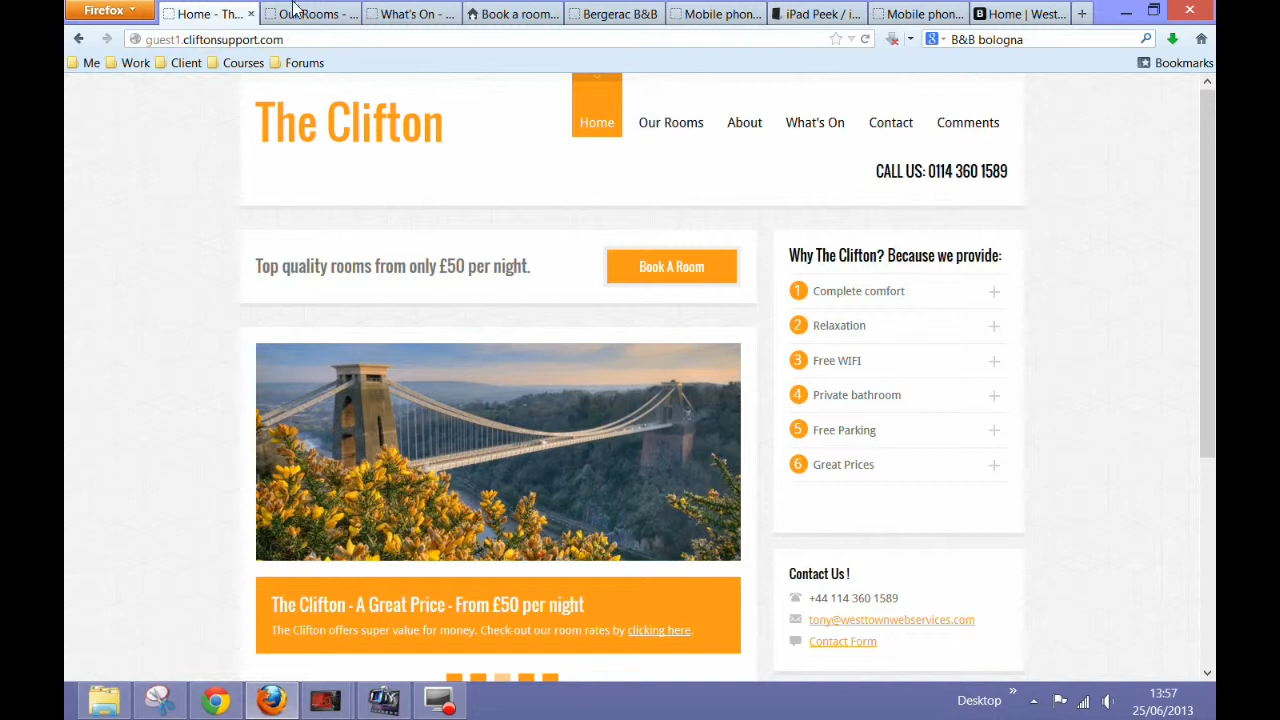 Firefox
Home - Th...
Our Rooms - ...
What's On - ...
Book a room...
Bergerac B&B
Mobile phon...
iPad Peek / i...
Mobile phon...
Home | West...
guest1.cliftonsupport.com
B&B bologna
Me
Work
Client
Courses
Forums
Bookmarks
The Clifton
Home
Our Rooms
About
What's On
Contact
Comments
CALL US: 0114 360 1589
Top quality rooms from only £50 per night.
Book A Room
Why The Clifton? Because we provide:
1 Complete comfort
2 Relaxation
3 Free WIFI
4 Private bathroom
5 Free Parking
6 Great Prices
The Clifton - A Great Price - From £50 per night
The Clifton offers super value for money. Check-out our room rates by clicking here.
Contact Us !
+44 114 360 1589
tony@westtownwebservices.com
Contact Form
Desktop
13:57
25/06/2013